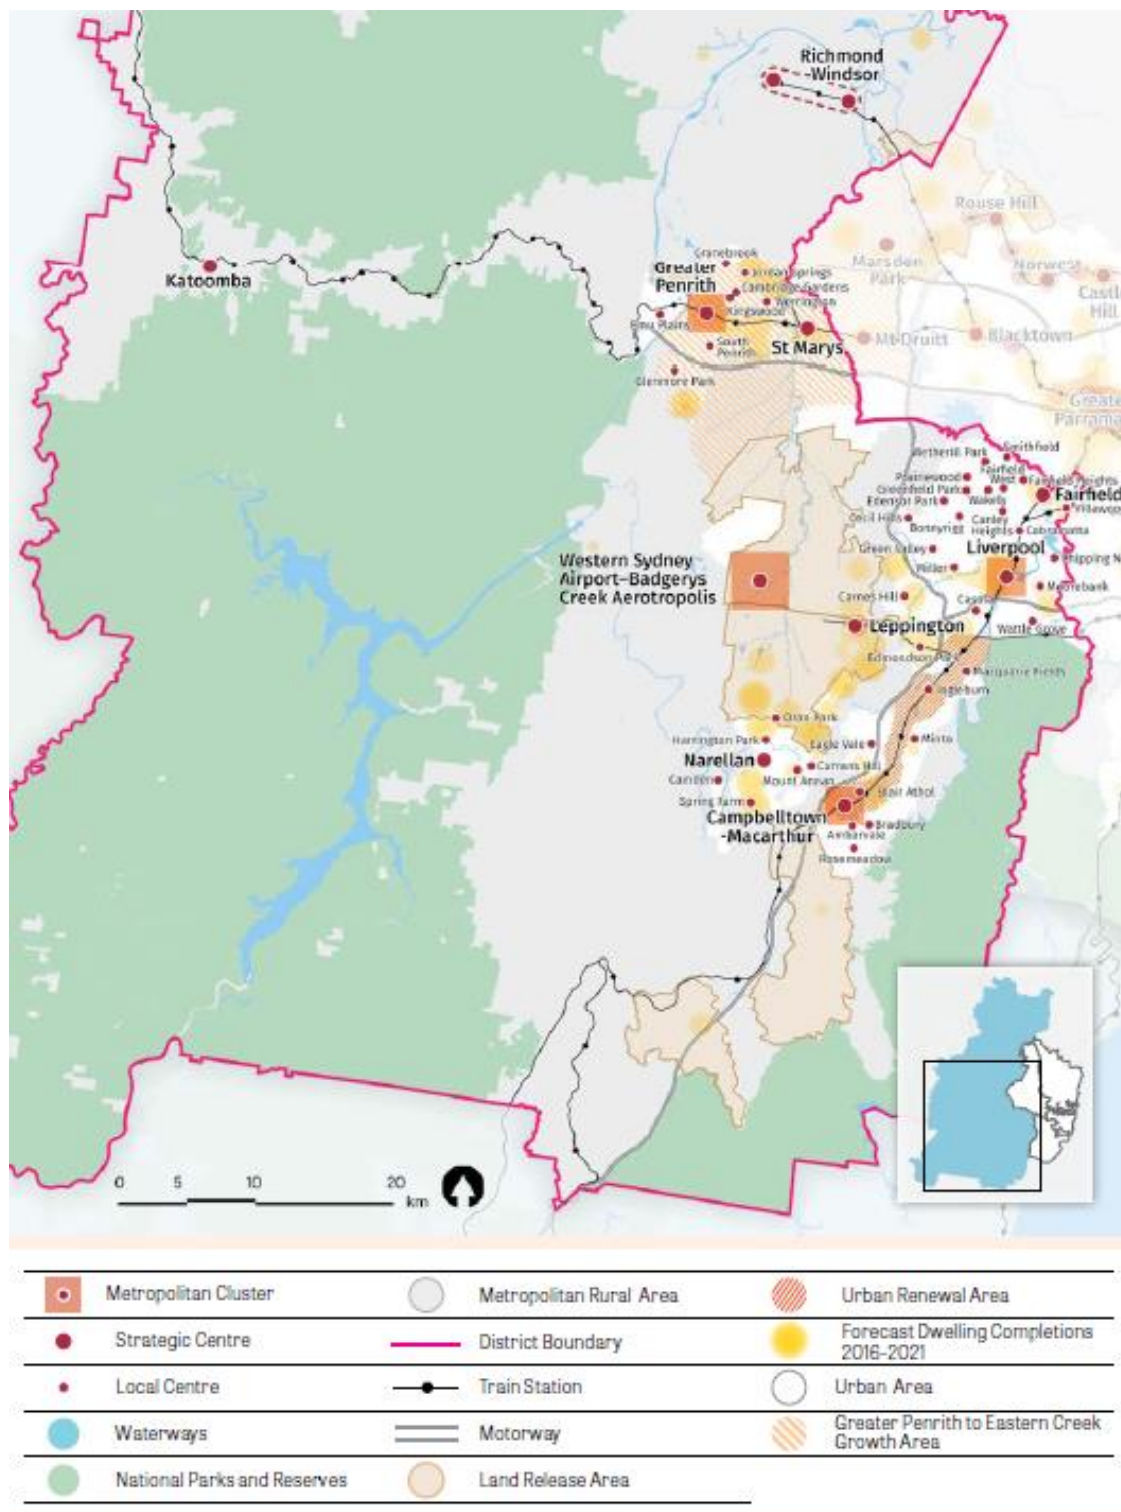 Richmond
-Windsor
Rouse Hill
Marsden
Park
Norwest
Castle
Hill
Katoomba
Cranebrook
Greater
Penrith
Jordan Springs
Cambridge Gardens
Werrington
Kingswood
Emu Plains
South
Penrith
St Marys
Mt Druitt
Blacktown
Glenmore Park
Greate
Parrama
Smithfield
Wetherill Park
Fairfield
West
Fairfield Heights
Prairiewood
Greenfield Park
Wakeley
Edensor Park
Fairfield
Villawood
Cecil Hills
Bonnyrigg
Canley
Heights
Cabramatta
Green Valley
Liverpool
Chipping N
Miller
Moorebank
Western Sydney
Airport–Badgerys
Creek Aerotropolis
Carnes Hill
Casula
Leppington
Wattle Grove
Edmondson Park
Macquarie Fields
Ingleburn
Oran Park
Harrington Park
Eagle Vale
Minto
Narellan
Currans Hill
Camden
Mount Annan
Spring Farm
Blair Athol
Campbelltown
-Macarthur
Bradbury
Ambarvale
Rosemeadow
0 5 10 20
km
Metropolitan Cluster
Metropolitan Rural Area
Urban Renewal Area
Strategic Centre
District Boundary
Forecast Dwelling Completions
2016-2021
Local Centre
Train Station
Urban Area
Waterways
Motorway
Greater Penrith to Eastern Creek
Growth Area
National Parks and Reserves
Land Release Area